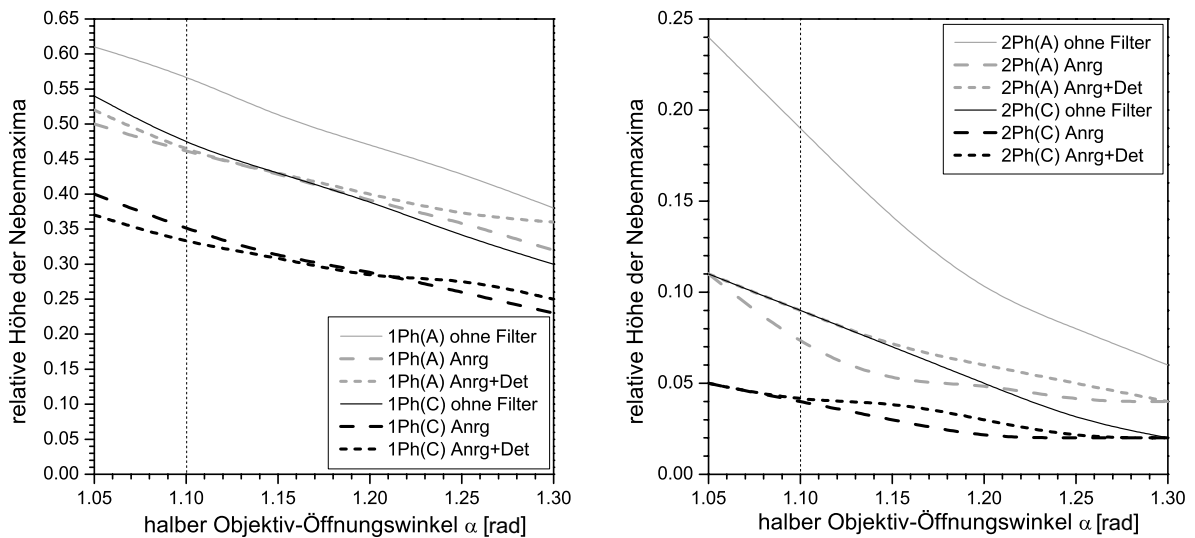 relative Höhe der Nebenmaxima
0.65
0.60
0.55
0.50
0.45
0.40
0.35
0.30
0.25
0.20
0.15
0.10
0.05
0.00
1Ph(A) ohne Filter
1Ph(A) Anrg
1Ph(A) Anrg+Det
1Ph(C) ohne Filter
1Ph(C) Anrg
1Ph(C) Anrg+Det
1.05 1.10 1.15 1.20 1.25 1.30
halber Objektiv-Öffnungswinkel α [rad]
relative Höhe der Nebenmaxima
0.25
0.20
0.15
0.10
0.05
0.00
2Ph(A) ohne Filter
2Ph(A) Anrg
2Ph(A) Anrg+Det
2Ph(C) ohne Filter
2Ph(C) Anrg
2Ph(C) Anrg+Det
1.05 1.10 1.15 1.20 1.25 1.30
halber Objektiv-Öffnungswinkel α [rad]